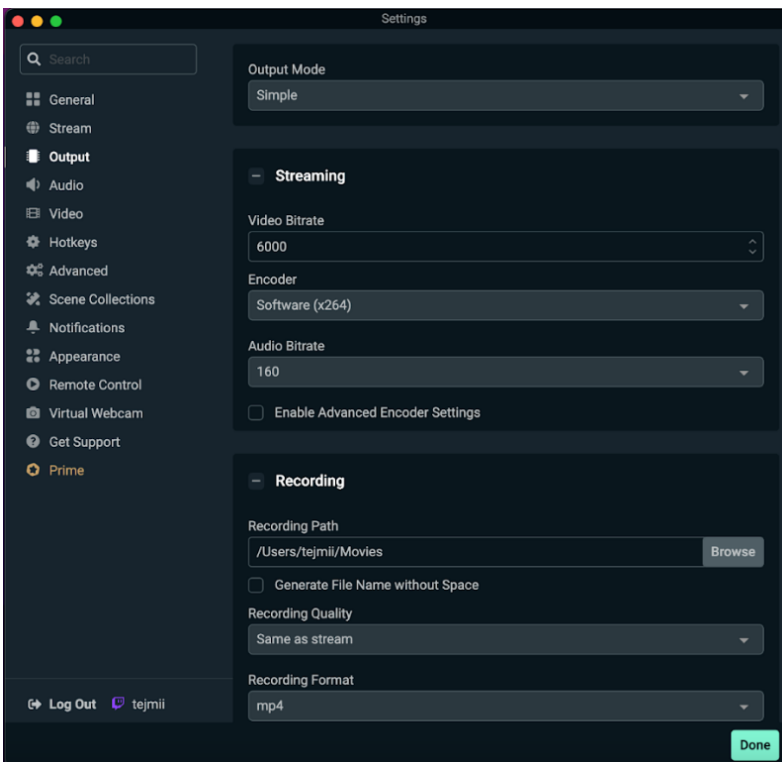 Settings
Search
General
Stream
Output
Audio
Video
Hotkeys
Advanced
Scene Collections
Notifications
Appearance
Remote Control
Virtual Webcam
Get Support
Prime
Log Out tejmii
Output Mode
Simple
Streaming
Video Bitrate
6000
Encoder
Software (x264)
Audio Bitrate
160
Enable Advanced Encoder Settings
Recording
Recording Path
/Users/tejmii/Movies Browse
Generate File Name without Space
Recording Quality
Same as stream
Recording Format
mp4
Done